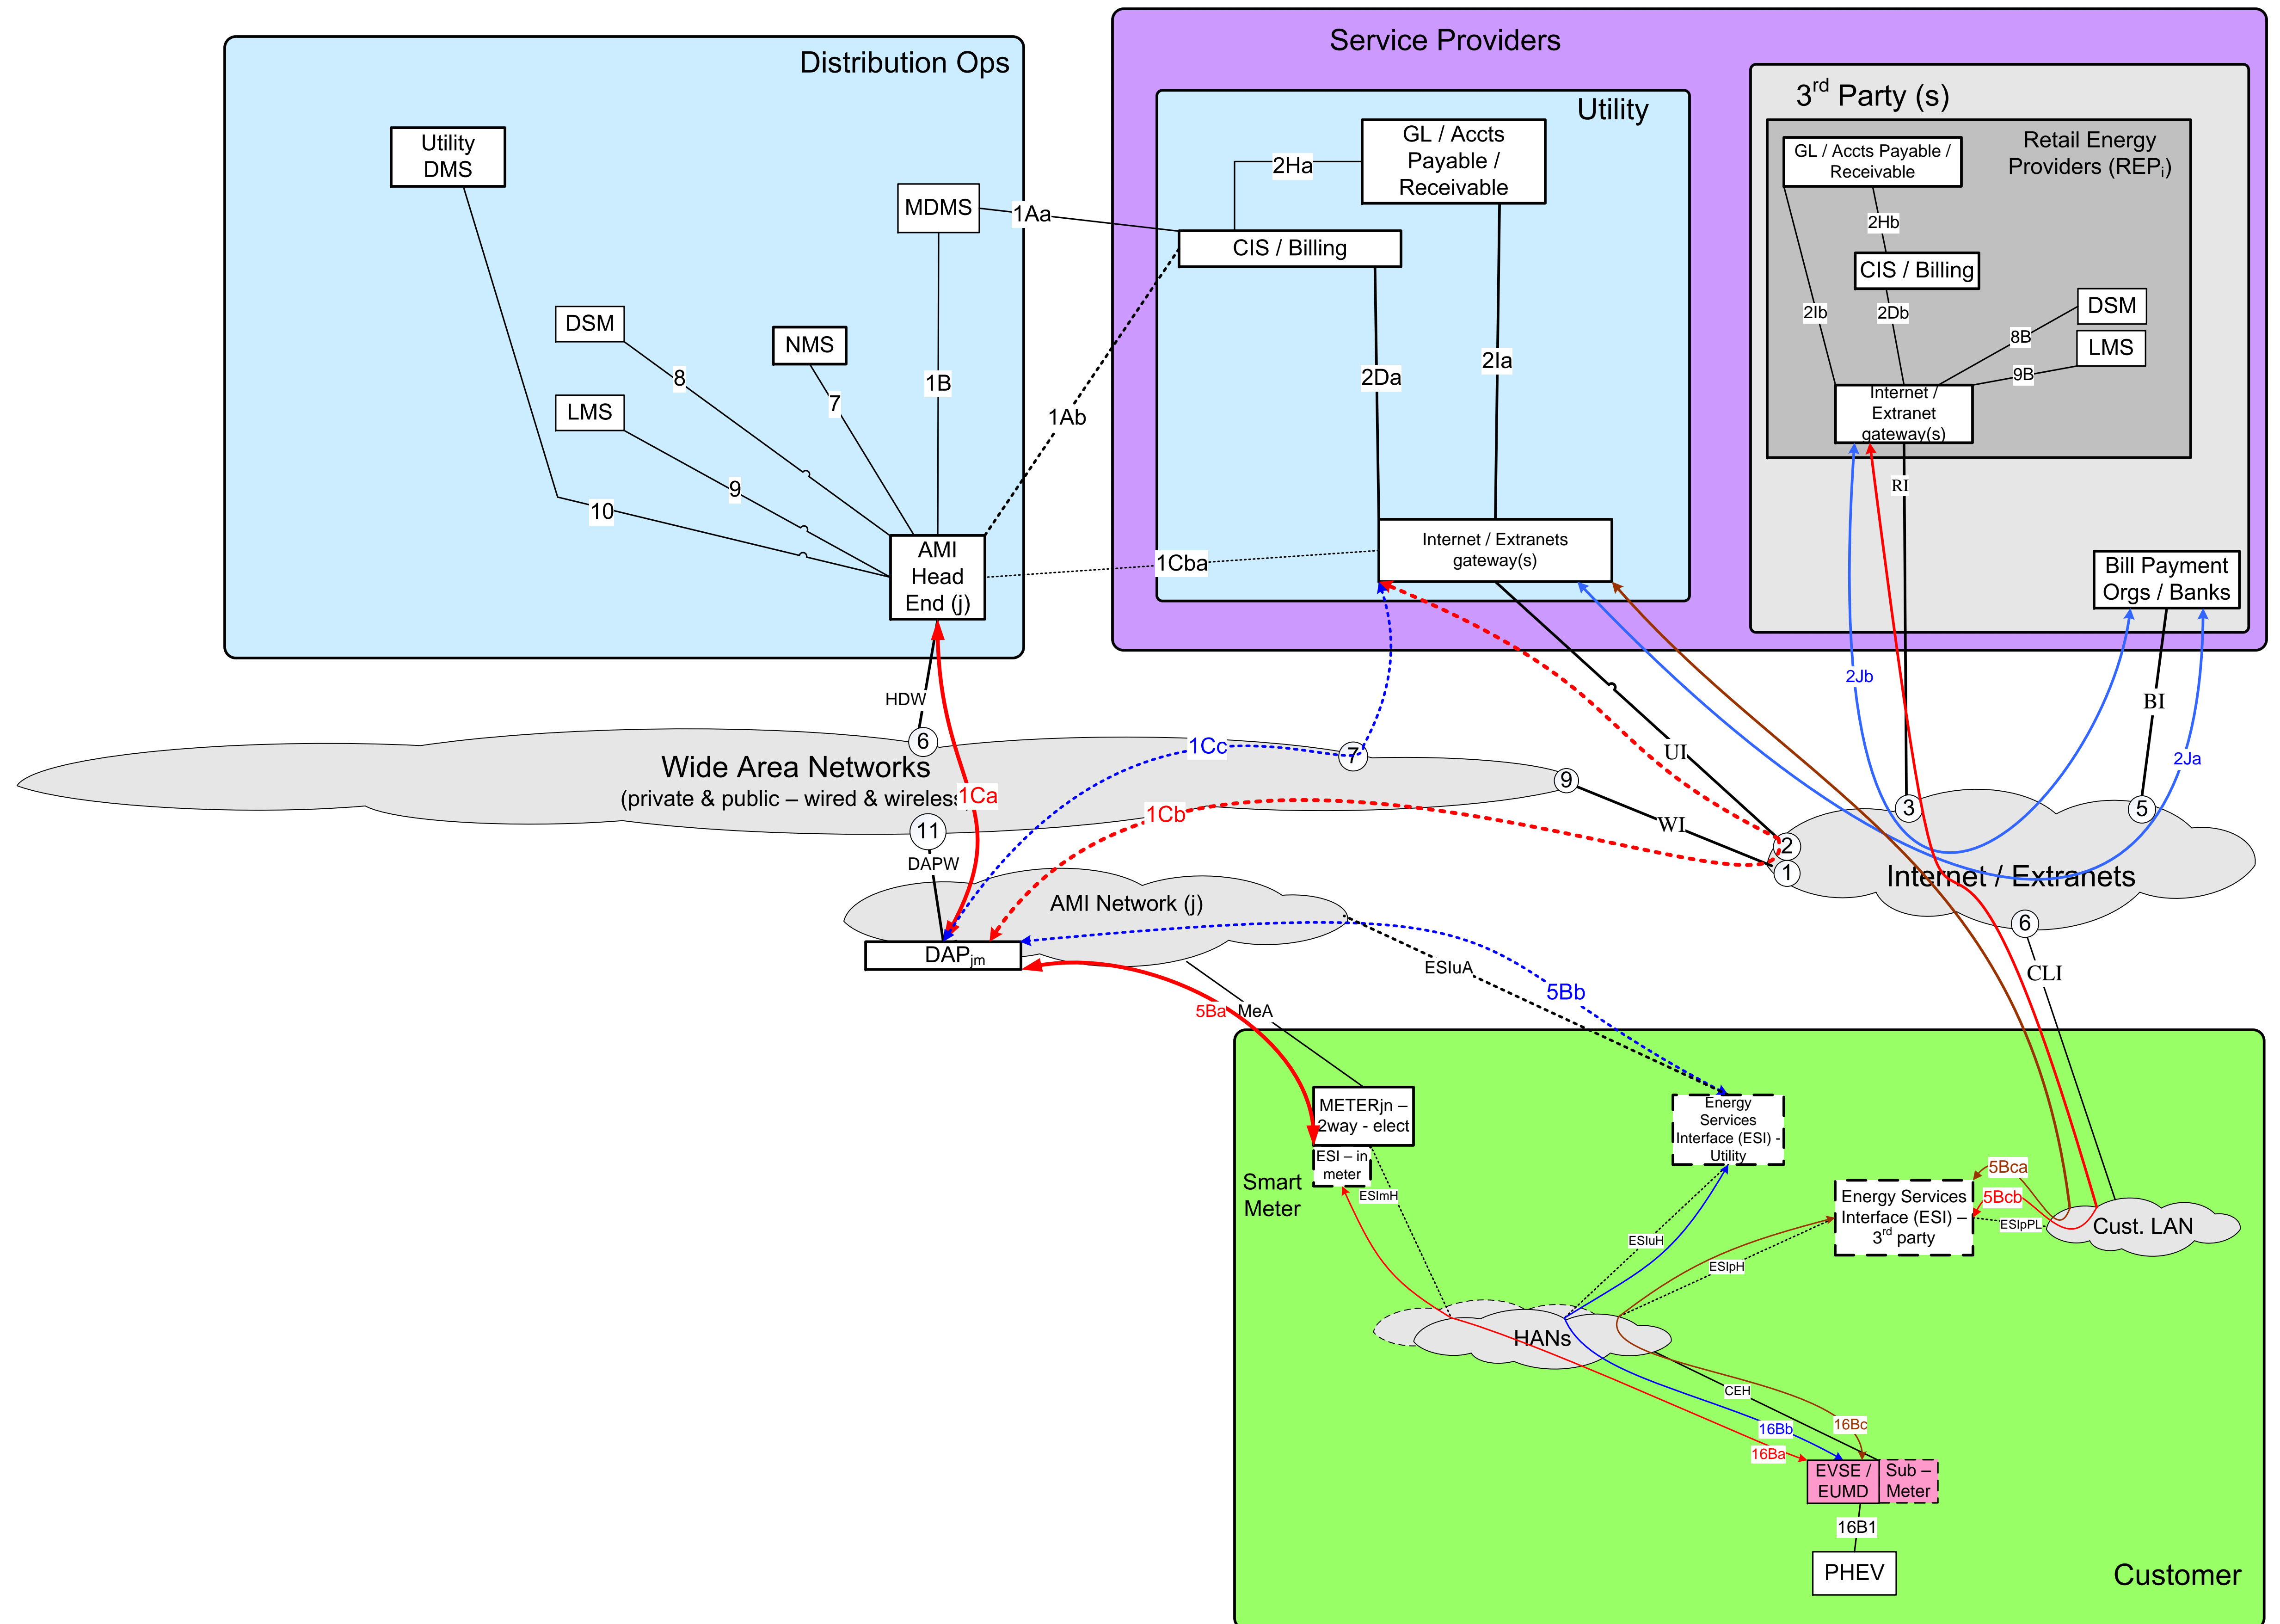 Distribution Ops
Utility
DMS
MDMS
DSM
NMS
LMS
AMI
Head
End (j)
8
7
1B
9
10
1Aa
1Ab
1Cba
Service Providers
Utility
GL / Accts
Payable /
Receivable
2Ha
CIS / Billing
2Da
2Ia
Internet / Extranets
gateway(s)
3rd Party (s)
Retail Energy
Providers (REPi)
GL / Accts Payable /
Receivable
2Hb
CIS / Billing
2Ib
2Db
DSM
8B
LMS
9B
Internet /
Extranet
gateway(s)
RI
Bill Payment
Orgs / Banks
2Jb
BI
2Ja
HDW
6
Wide Area Networks
(private & public – wired & wireless
1Ca
1Cc
7
9
1Cb
UI
WI
11
DAPW
2
1
3
5
Internet / Extranets
6
CLI
AMI Network (j)
DAPjm
ESIuA
5Bb
5Ba
MeA
METERjn –
2way - elect
ESI – in
meter
Smart
Meter
ESImH
Energy
Services
Interface (ESI) -
Utility
ESIuH
ESIpH
Energy Services
Interface (ESI) –
3rd party
5Bca
5Bcb
ESIpPL
Cust. LAN
HANs
CEH
16Bc
16Bb
16Ba
EVSE /
EUMD
Sub –
Meter
16B1
PHEV
Customer